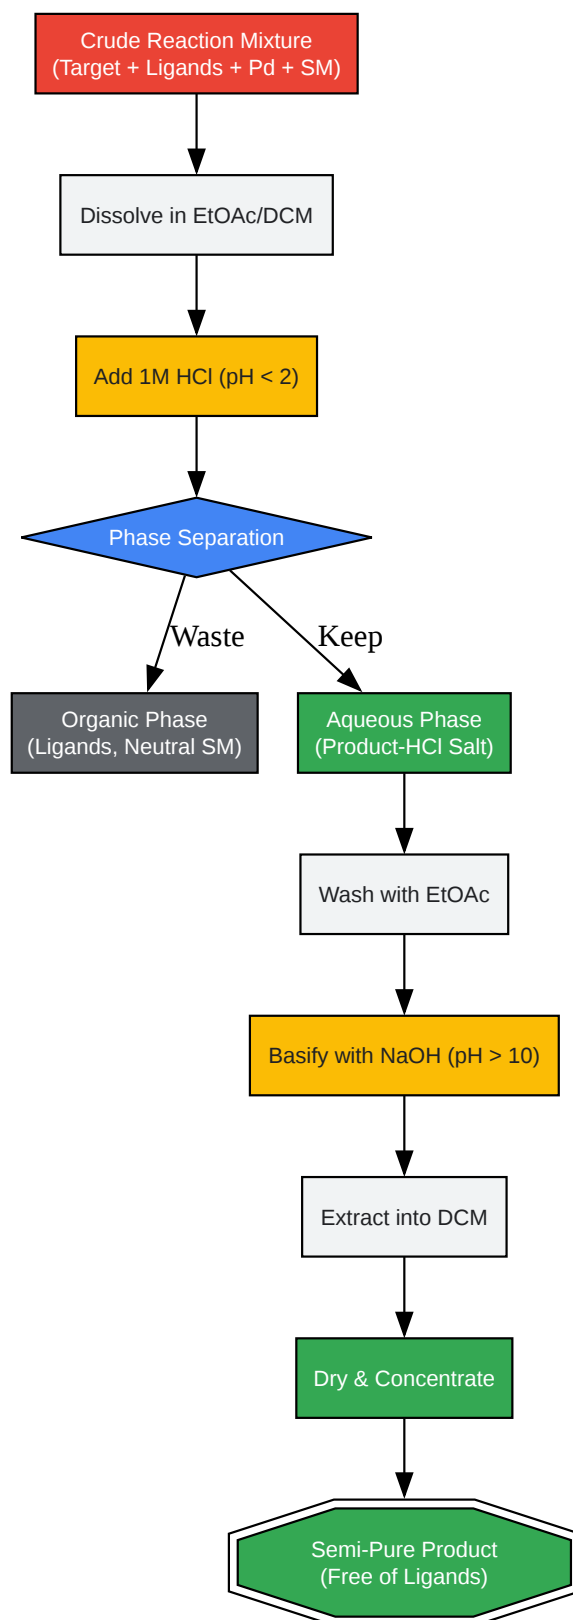 Crude Reaction Mixture
(Target + Ligands + Pd + SM)
Dissolve in EtOAc/DCM
Add 1M HCl (pH < 2)
Phase Separation
Waste
Keep
Organic Phase
(Ligands, Neutral SM)
Aqueous Phase
(Product-HCl Salt)
Wash with EtOAc
Basify with NaOH (pH > 10)
Extract into DCM
Dry & Concentrate
Semi-Pure Product
(Free of Ligands)